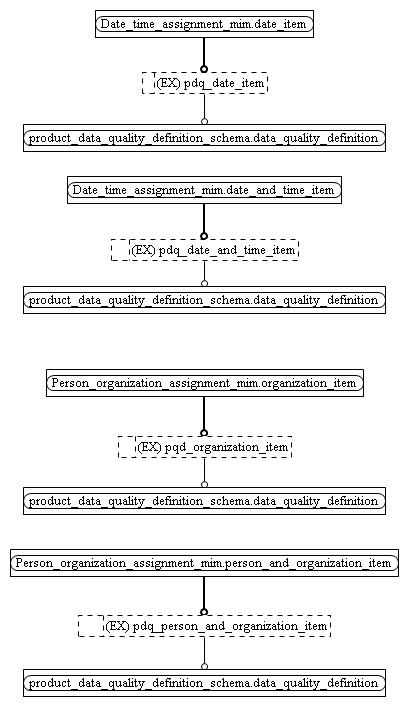 Date_time_assignment_mim.date_item
(EX) pdq_date_item
product_data_quality_definition_schema.data_quality_definition
Date_time_assignment_mim.date_and_time_item
(EX) pdq_date_and_time_item
product_data_quality_definition_schema.data_quality_definition
Person_organization_assignment_mim.organization_item
(EX) pqd_organization_item
product_data_quality_definition_schema.data_quality_definition
Person_organization_assignment_mim.person_and_organization_item
(EX) pdq_person_and_organization_item
product_data_quality_definition_schema.data_quality_definition